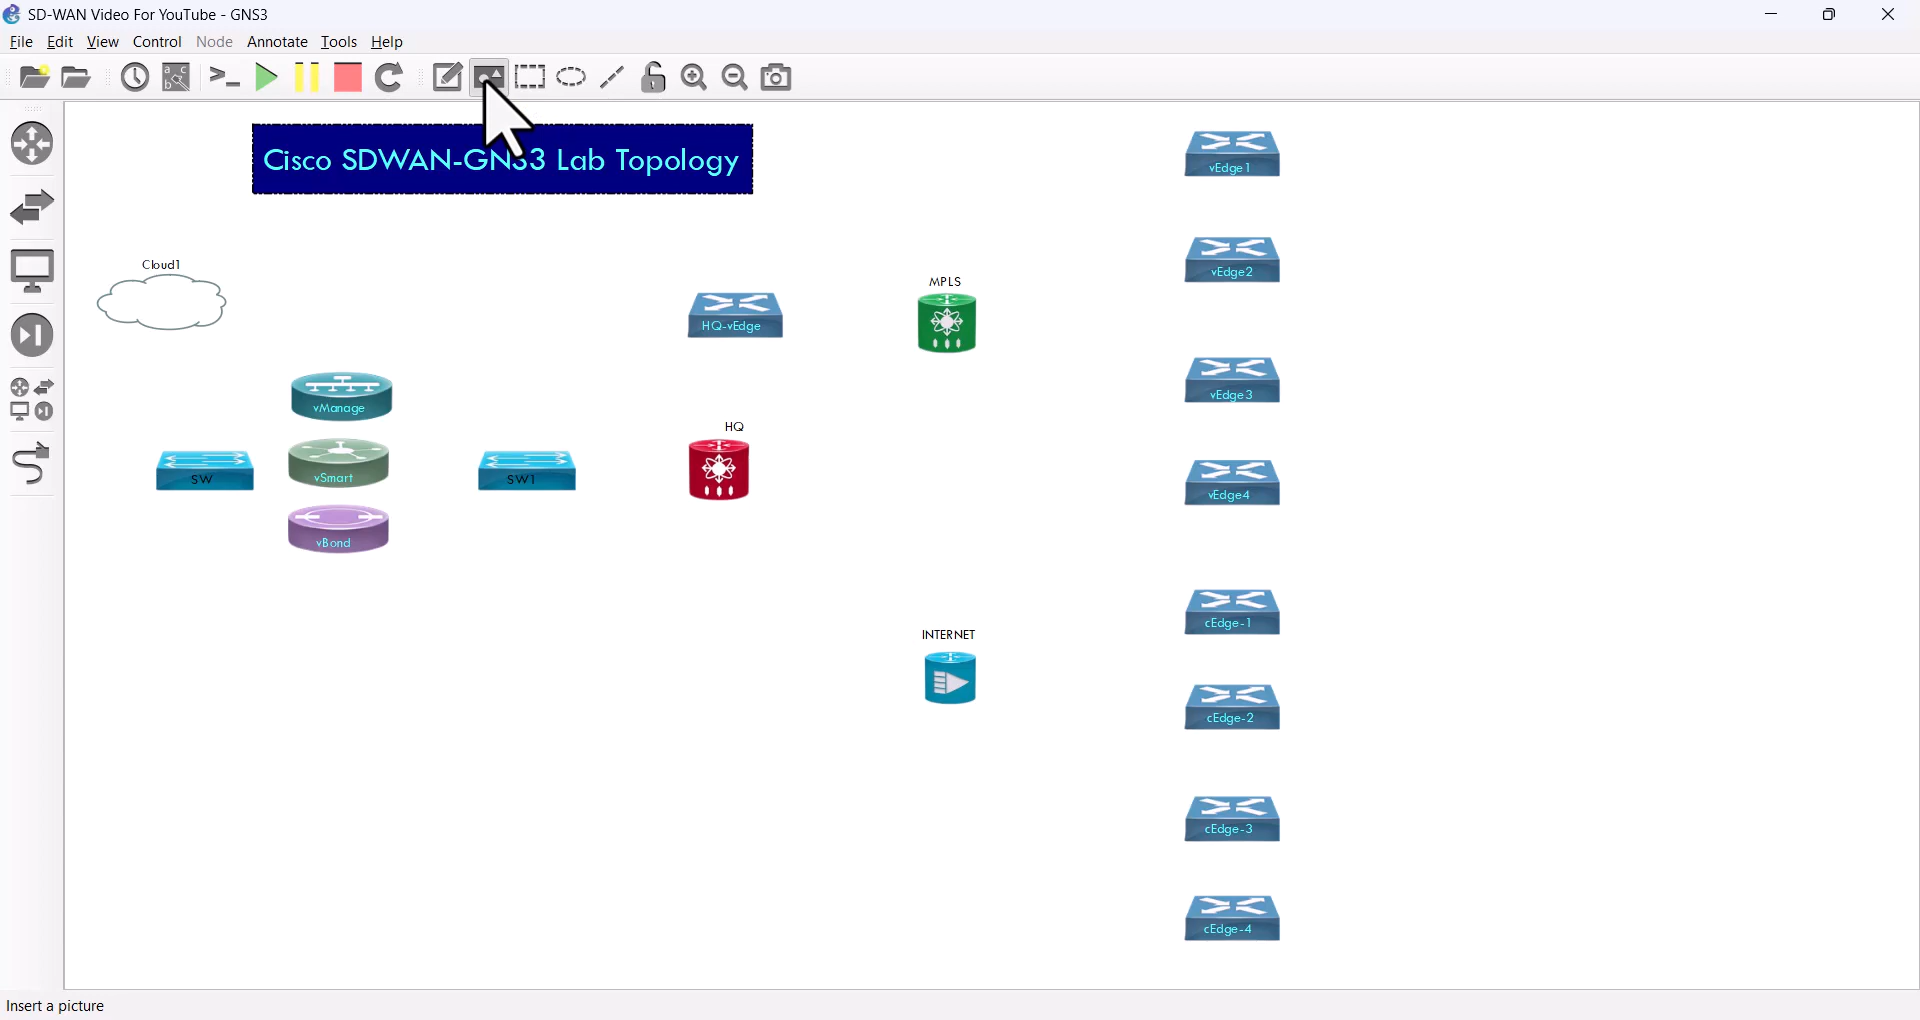 SD-WAN Video For YouTube - GNS3
File Edit View Control Node Annotate Tools Help
a c
b
Cisco SDWAN-GNS3 Lab Topology
vEdge1
vEdge2
Cloud1
MPLS
HQ-vEdge
vEdge3
vManage
HQ
vSmart
SW
SW1
vEdge4
vBond
cEdge-1
INTERNET
cEdge-2
cEdge-3
cEdge-4
Insert a picture